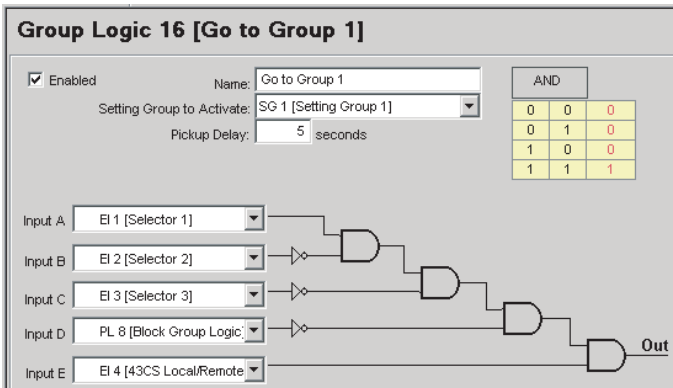 Group Logic 16 [Go to Group 1]
Enabled
Name: Go to Group 1
Setting Group to Activate: SG 1 [Setting Group 1]
Pickup Delay: 5 seconds
AND
0 0 0
0 1 0
1 0 0
1 1 1
Input A EI 1 [Selector 1]
Input B EI 2 [Selector 2]
Input C EI 3 [Selector 3]
Input D PL 8 [Block Group Logic]
Input E EI 4 [43CS Local/Remote
Out